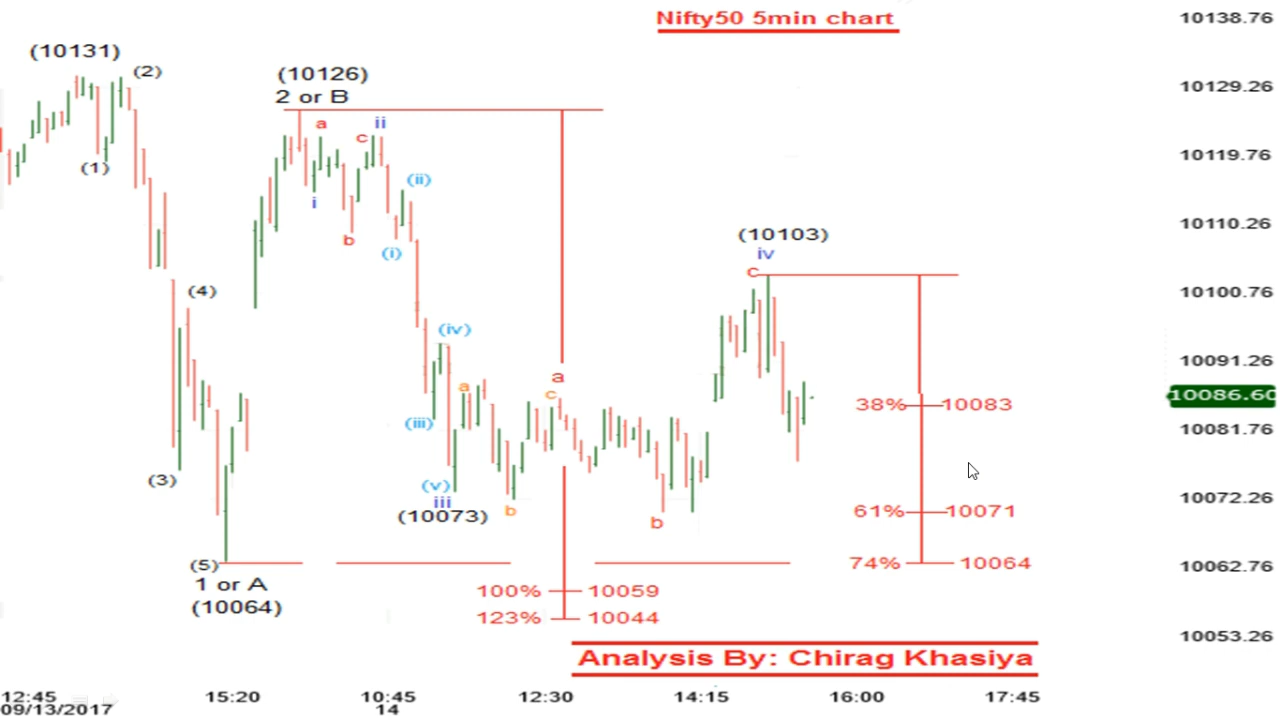 Nifty50 5min chart
10138.76
(10131)
(2)
(10126)
2 or B
10129.26
a
c
ii
(1)
10119.76
(ii)
i
b
(i)
10110.26
(10103)
iv
c
(4)
10100.76
(iv)
10091.26
a
a
c
10086.60
38%
10083
(iii)
10081.76
(3)
(v)
iii
10072.26
(10073)
b
b
61%
10071
(5)
74%
10064
10062.76
1 or A
(10064)
100%
10059
123%
10044
10053.26
Analysis By: Chirag Khasiya
12:45
15:20
10:45
12:30
14:15
16:00
17:45
09/13/2017
14